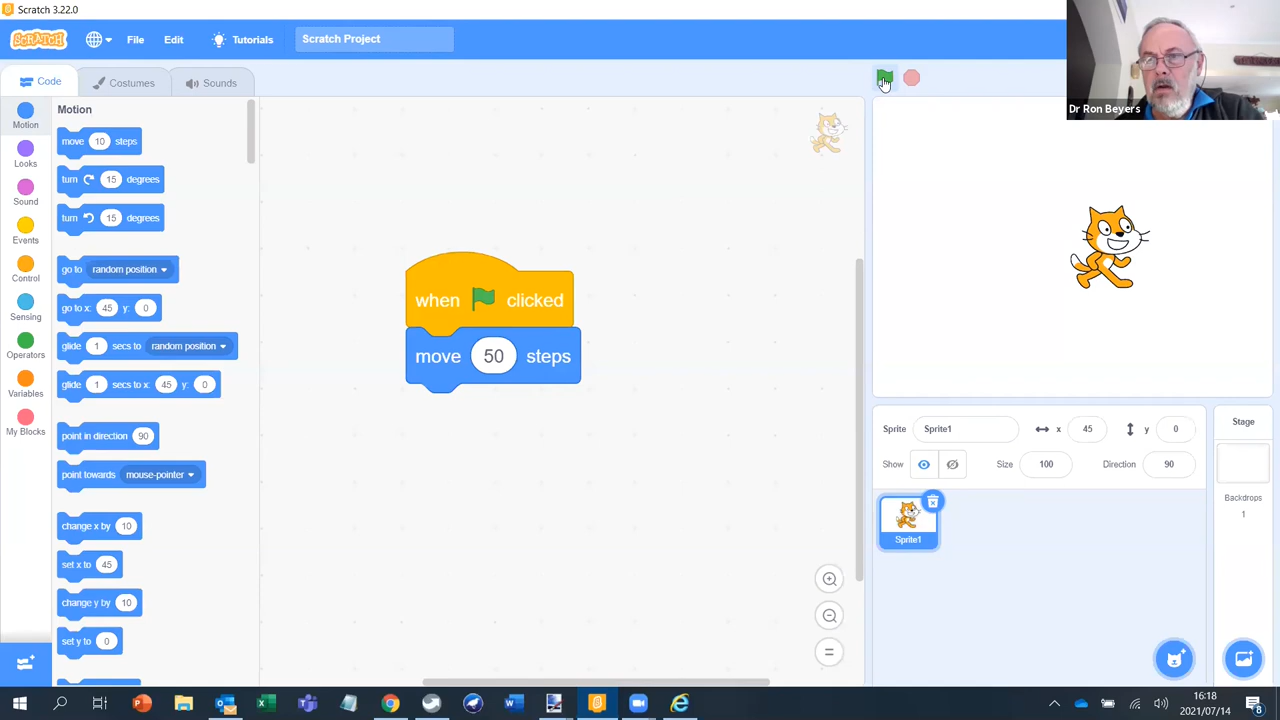 Scratch 3.22.0
SCRATCH File Edit Tutorials Scratch Project
Code Costumes Sounds
Dr Ron Beyers
Motion
Looks
Sound
Events
Control
Sensing
Operators
Variables
My Blocks
Motion
move 10 steps
turn 15 degrees
turn 15 degrees
go to random position
go to x: 45 y: 0
glide 1 secs to random position
glide 1 secs to x: 45 y: 0
point in direction 90
point towards mouse-pointer
change x by 10
set x to 45
change y by 10
set y to 0
when clicked
move 50 steps
Sprite Sprite1 x 45 y 0
Show Size 100 Direction 90
Sprite1
Stage
Backdrops
1
16:18
2021/07/14
8